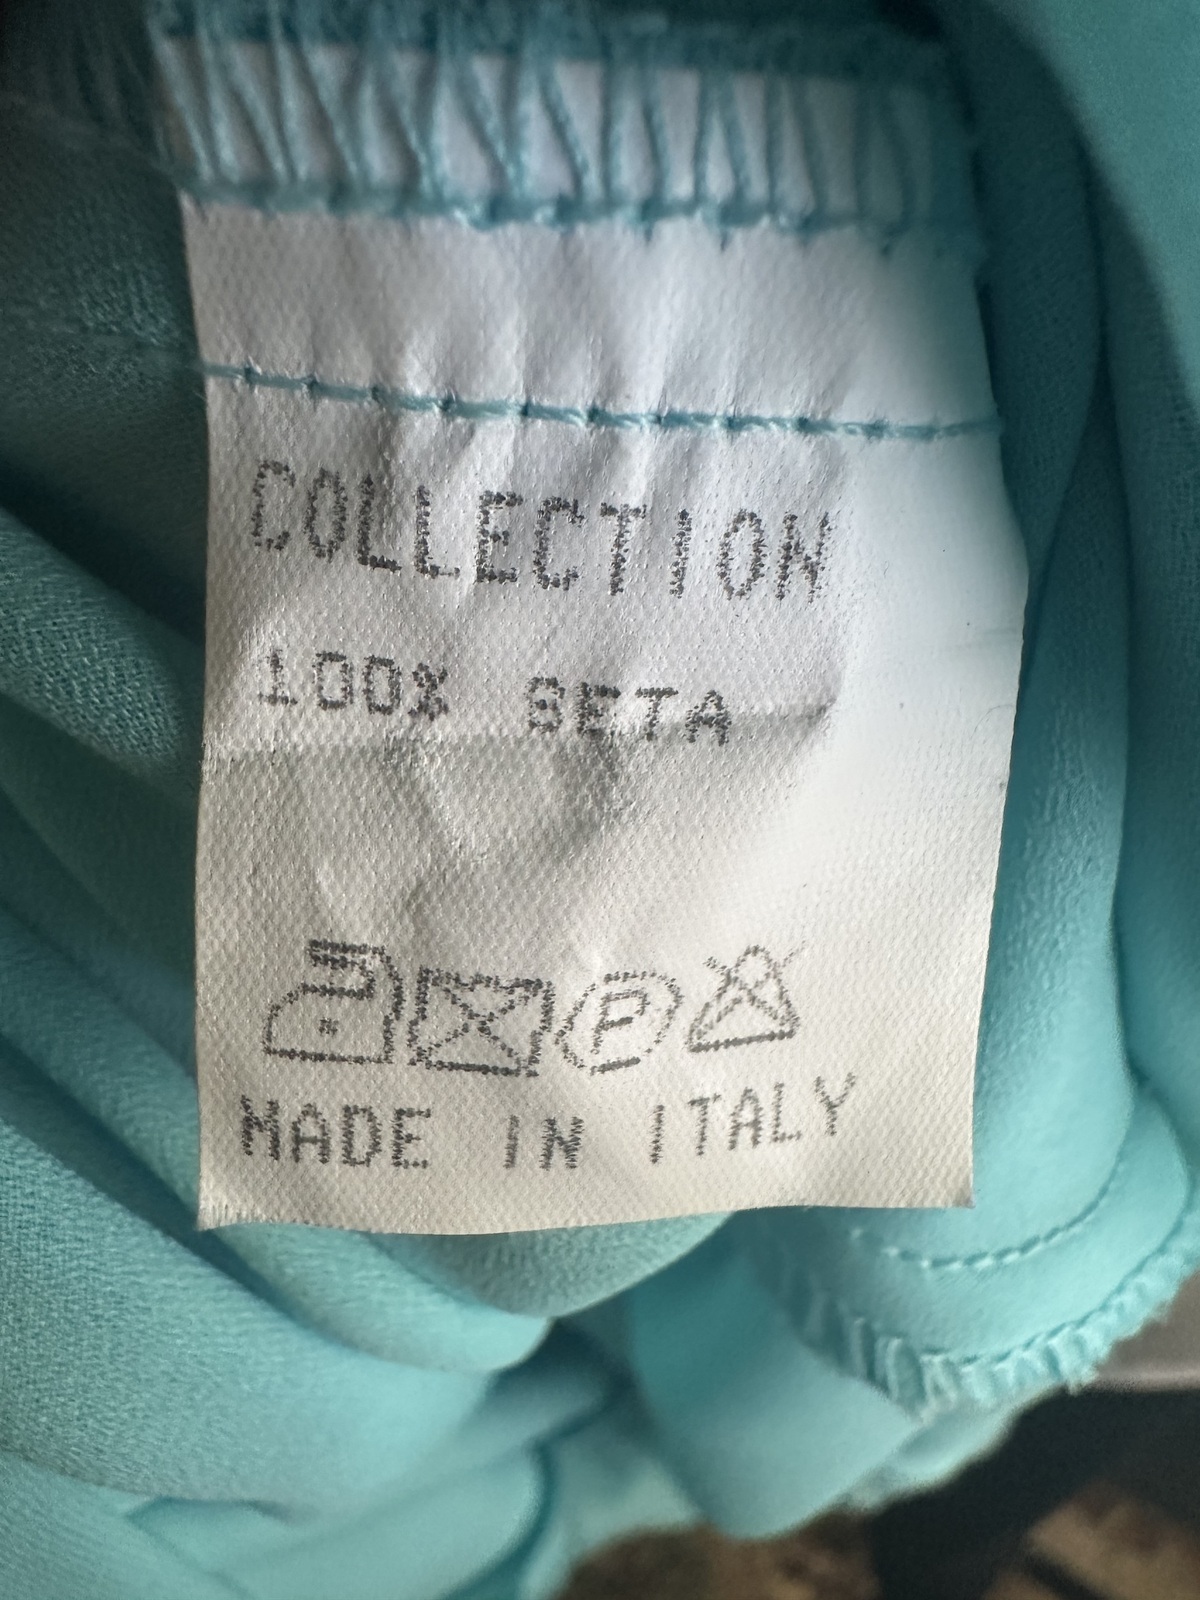 COLLECTION
100% SETA
P
MADE IN ITALY